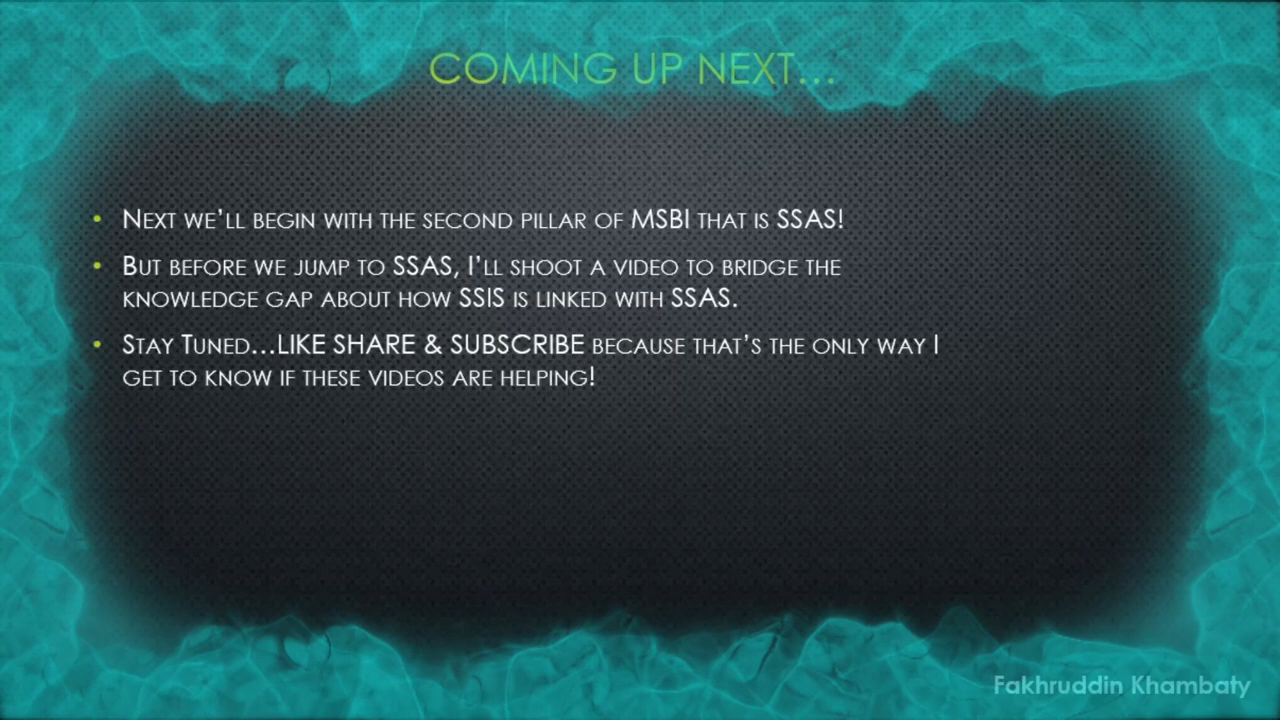 COMING UP NEXT...
• NEXT WE'LL BEGIN WITH THE SECOND PILLAR OF MSBI THAT IS SSAS!
• BUT BEFORE WE JUMP TO SSAS, I'LL SHOOT A VIDEO TO BRIDGE THE
KNOWLEDGE GAP ABOUT HOW SSIS IS LINKED WITH SSAS.
• STAY TUNED...LIKE SHARE & SUBSCRIBE BECAUSE THAT'S THE ONLY WAY I
GET TO KNOW IF THESE VIDEOS ARE HELPING!
Fakhruddin Khambaty